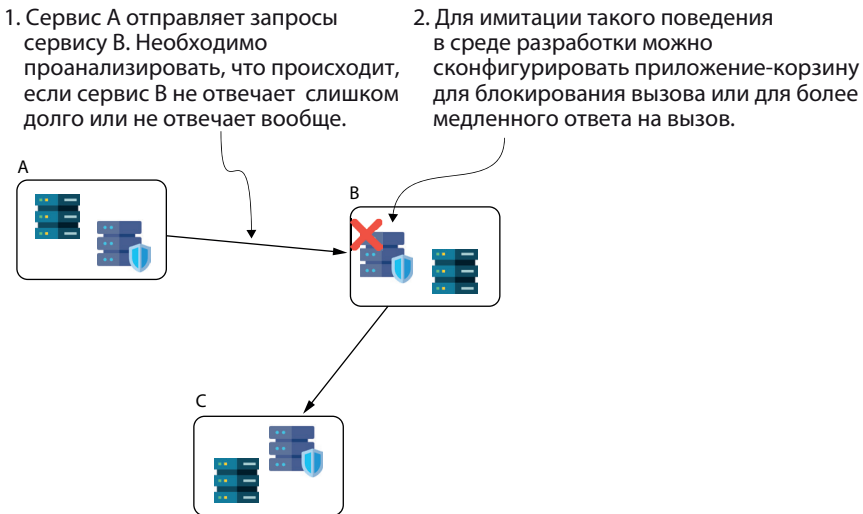 1. Сервис A отправляет запросы
сервису B. Необходимо
проанализировать, что происходит,
если сервис B не отвечает слишком
долго или не отвечает вообще.
2. Для имитации такого поведения
в среде разработки можно
сконфигурировать приложение-корзину
для блокирования вызова или для более
медленного ответа на вызов.
A
B
C